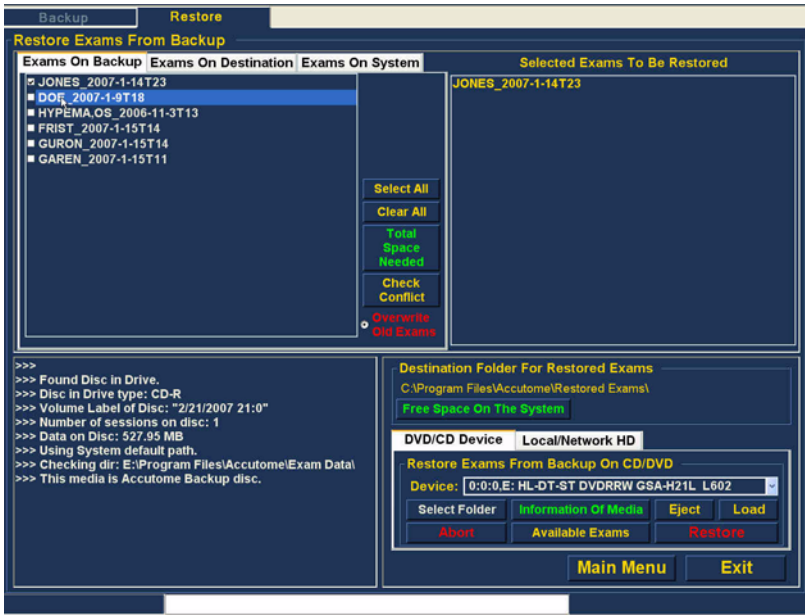 Backup
Restore
Restore Exams From Backup
Exams On Backup
Exams On Destination
Exams On System
JONES_2007-1-14T23
DOE_2007-1-9T18
HYPEMA,OS_2006-11-3T13
FRIST_2007-1-15T14
GURON_2007-1-15T14
GAREN_2007-1-15T11
Select All
Clear All
Total
Space
Needed
Check
Conflict
Overwrite
Old Exams
Selected Exams To Be Restored
JONES_2007-1-14T23
>>>
>>> Found Disc in Drive.
>>> Disc in Drive type: CD-R
>>> Volume Label of Disc: "2/21/2007 21:0"
>>> Number of sessions on disc: 1
>>> Data on Disc: 527.95 MB
>>> Using System default path.
>>> Checking dir: E:\Program Files\Accutome\Exam Data\
>>> This media is Accutome Backup disc.
Destination Folder For Restored Exams
C:\Program Files\Accutome\Restored Exams\
Free Space On The System
DVD/CD Device
Local/Network HD
Restore Exams From Backup On CD/DVD
Device: 0:0:0,E: HL-DT-ST DVDRRW GSA-H21L L602
Select Folder
Information Of Media
Eject
Load
Abort
Available Exams
Restore
Main Menu
Exit